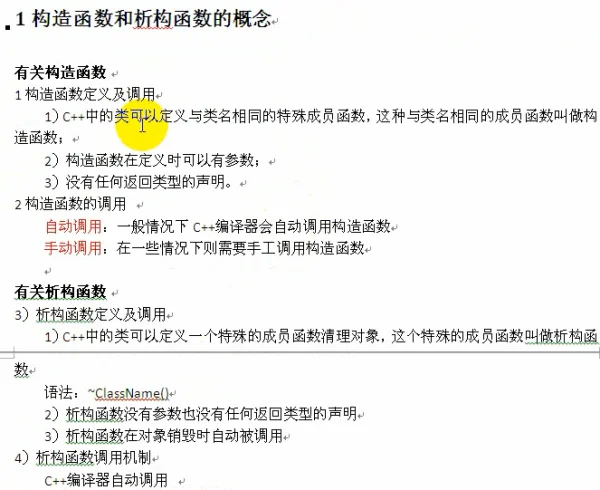 1 构造函数和析构函数的概念
有关构造函数
1 构造函数定义及调用
1）C++中的类可以定义与类名相同的特殊成员函数，这种与类名相同的成员函数叫做构
造函数；
2）构造函数在定义时可以有参数；
3）没有任何返回类型的声明。
2 构造函数的调用
自动调用：一般情况下 C++编译器会自动调用构造函数
手动调用：在一些情况下则需要手工调用构造函数
有关析构函数
3）析构函数定义及调用
1）C++中的类可以定义一个特殊的成员函数清理对象，这个特殊的成员函数叫做析构函
数
语法：~ClassName()
2）析构函数没有参数也没有任何返回类型的声明
3）析构函数在对象销毁时自动被调用
4）析构函数调用机制
C++编译器自动调用